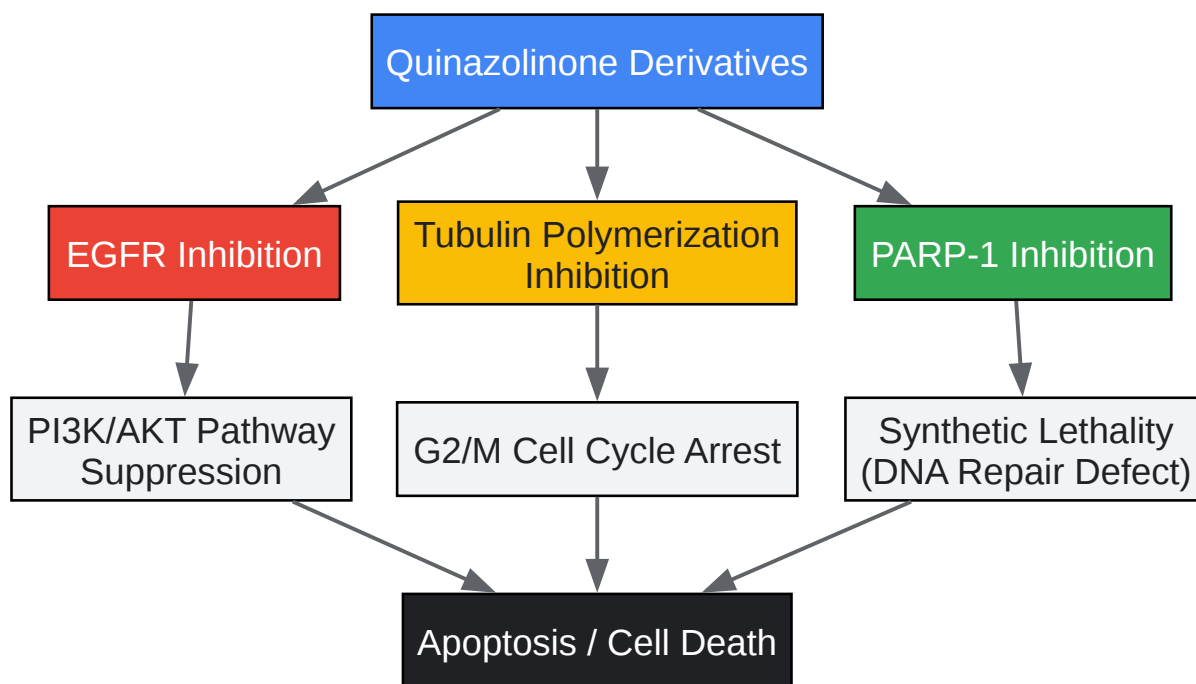 Quinazolinone Derivatives
EGFR Inhibition
Tubulin Polymerization
Inhibition
PARP-1 Inhibition
PI3K/AKT Pathway
Suppression
G2/M Cell Cycle Arrest
Synthetic Lethality
(DNA Repair Defect)
Apoptosis / Cell Death